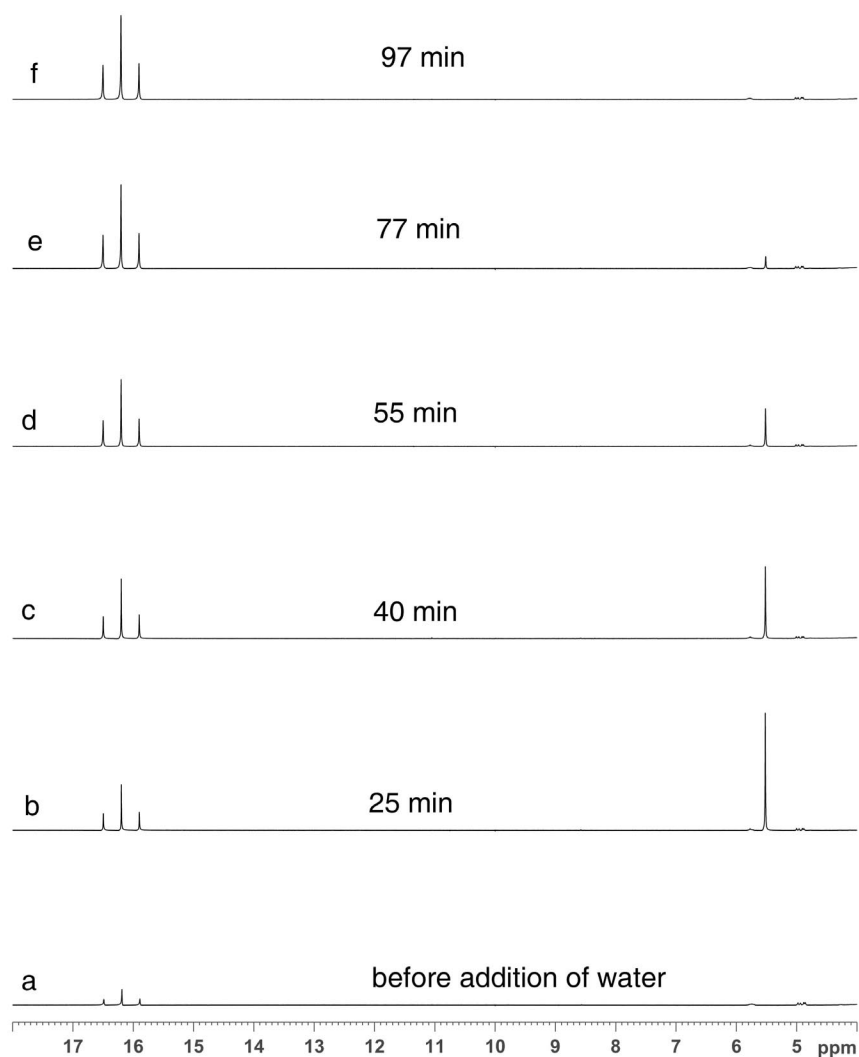 f 97 min
e 77 min
d 55 min
c 40 min
b 25 min
a before addition of water
17 16 15 14 13 12 11 10 9 8 7 6 5 ppm